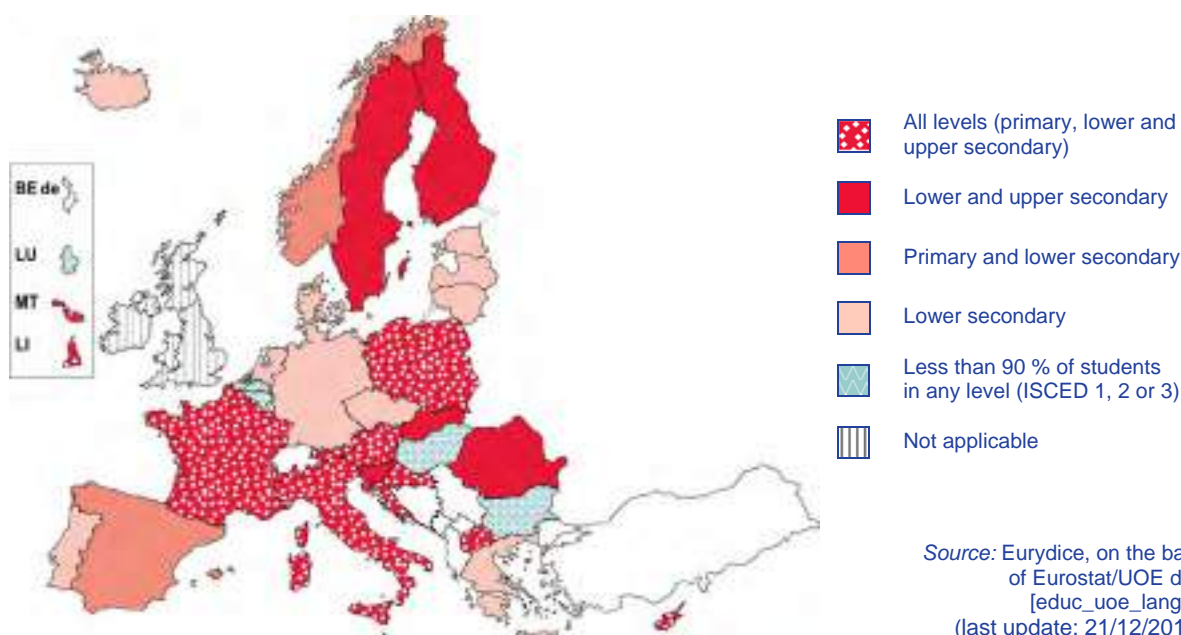 BE de
LU
MT
LI
All levels (primary, lower and
upper secondary)
Lower and upper secondary
Primary and lower secondary
Lower secondary
Less than 90 % of students
in any level (ISCED 1, 2 or 3)
Not applicable
Source: Eurydice, on the ba
of Eurostat/UOE d
[educ_uoe_lang
(last update: 21/12/201